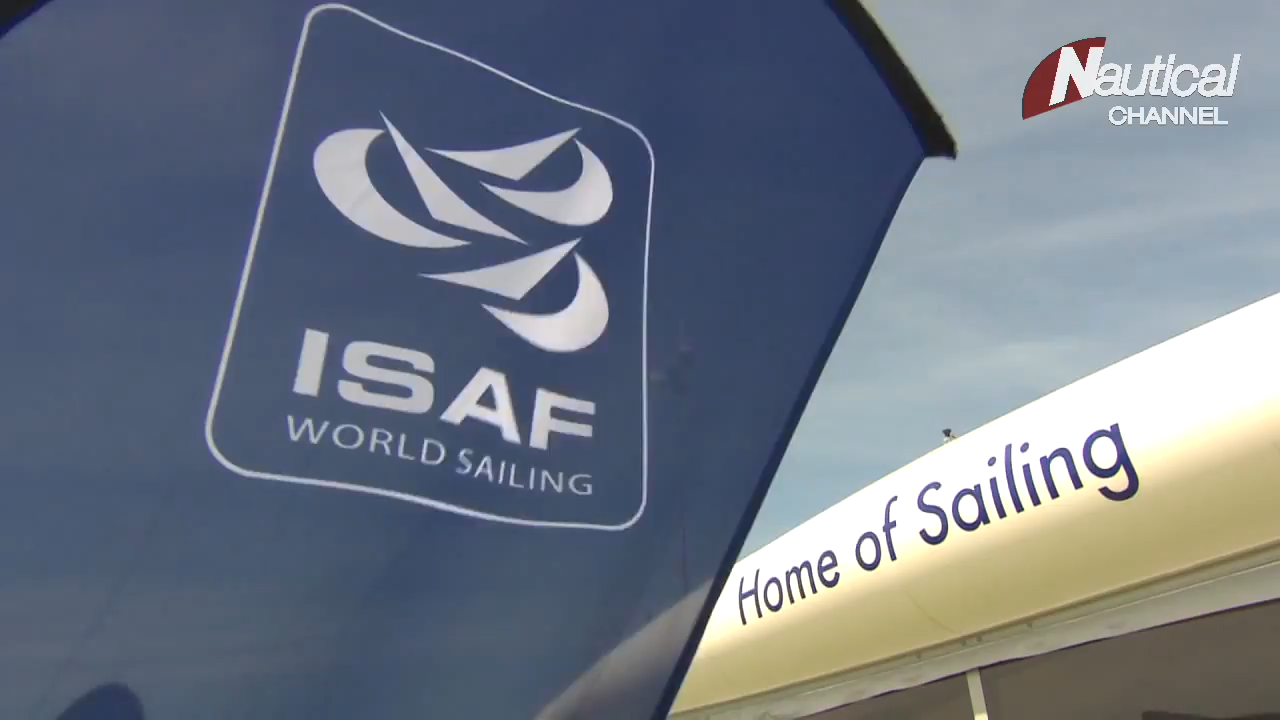 Nautical
CHANNEL
ISAF
WORLD SAILING
Home of Sailing